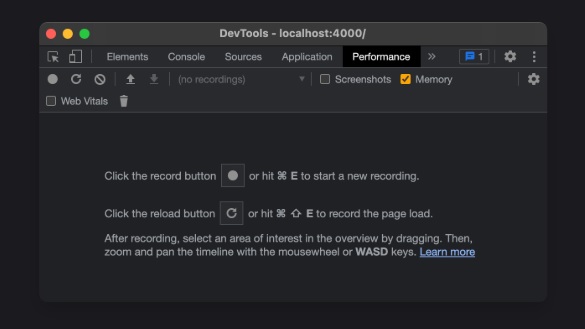 DevTools - localhost:4000/
Elements Console Sources Application Performance » 1
(no recordings) Screenshots Memory
Web Vitals
Click the record button or hit ⌘ E to start a new recording.
Click the reload button or hit ⌘ ⇧ E to record the page load.
After recording, select an area of interest in the overview by dragging. Then,
zoom and pan the timeline with the mousewheel or WASD keys. Learn more